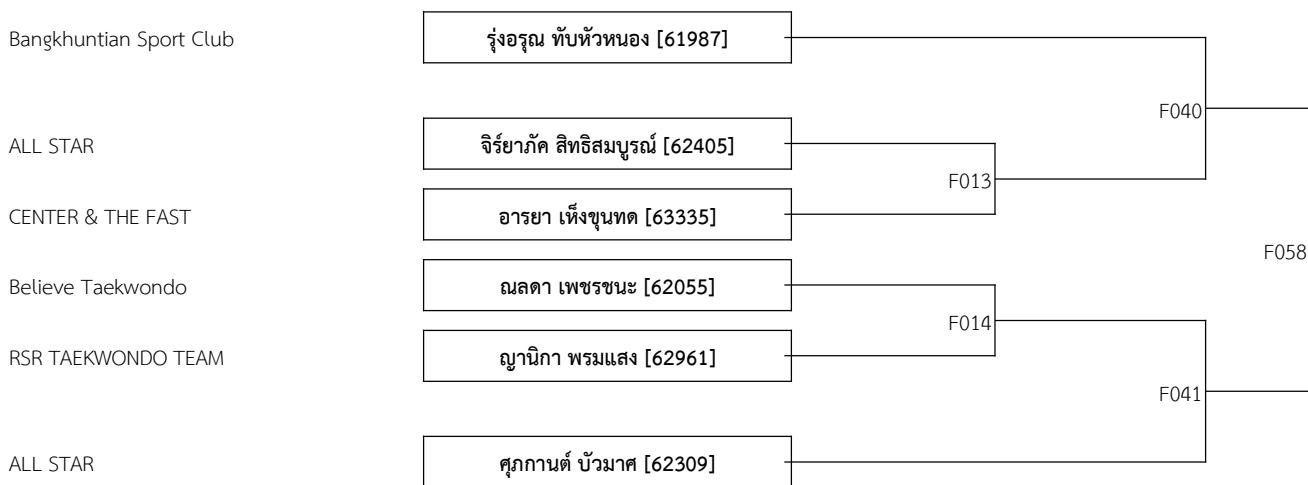 Bangkhuntian Sport Club รุ่งอรุณ ทับหัวหนอง [61987]
F040
ALL STAR จิร์ยาภัค สิทธิสมบูรณ์ [62405]
F013
CENTER & THE FAST อารยา เห็งขุนทด [63335]
F058
Believe Taekwondo ณลดา เพชรชนะ [62055]
F014
RSR TAEKWONDO TEAM ญานิกา พรมแสง [62961]
F041
ALL STAR ศุภกานต์ บัวมาศ [62309]